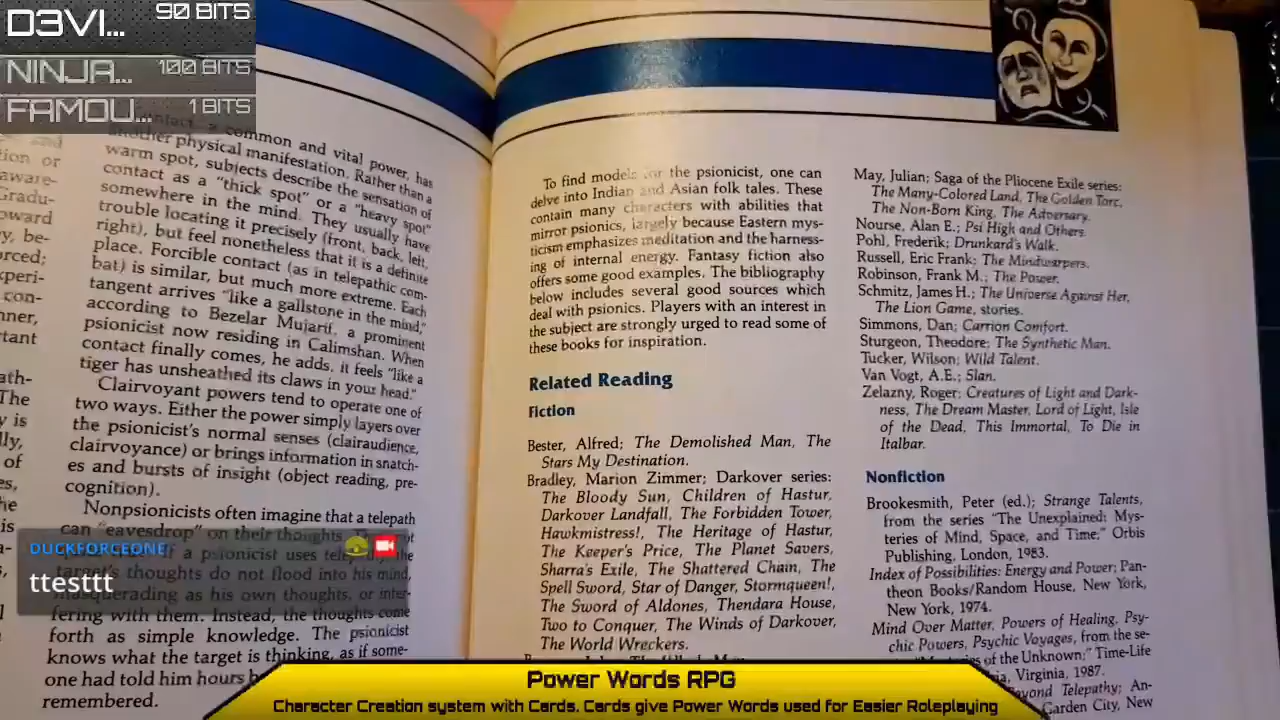 D3VI... 90 BITS
NINJA... 100 BITS
FAMOU... 1 BITS
contact, a common and vital power, has
another physical manifestation. Rather than a
warm spot, subjects describe the sensation of
contact as a "thick spot" or a "heavy spot"
somewhere in the mind. They usually have
trouble locating it precisely (front, back, left,
right), but feel nonetheless that it is a definite
place. Forcible contact (as in telepathic com-
bat) is similar, but much more extreme. Each
tangent arrives "like a gallstone in the mind,"
according to Bezelar Mujarif, a prominent
psionicist now residing in Calimshan. When
contact finally comes, he adds, it feels "like a
tiger has unsheathed its claws in your head."
Clairvoyant powers tend to operate one of
two ways. Either the power simply layers over
the psionicist's normal senses (clairaudience,
clairvoyance) or brings information in snatch-
es and bursts of insight (object reading, pre-
cognition).
Nonpsionicists often imagine that a telepath
can "eavesdrop" on their thoughts.
if a psionicist uses the
target's thoughts do not flood into his mind,
masquerading as his own thoughts, or inter-
fering with them. Instead, the thoughts come
forth as simple knowledge. The psionicist
knows what the target is thinking, as if some-
one had told him hours
remembered.
To find models for the psionicist, one can
delve into Indian and Asian folk tales. These
contain many characters with abilities that
mirror psionics, largely because Eastern mys-
ticism emphasizes meditation and the harness-
ing of internal energy. Fantasy fiction also
offers some good examples. The bibliography
below includes several good sources which
deal with psionics. Players with an interest in
the subject are strongly urged to read some of
these books for inspiration.
Related Reading
Fiction
Bester, Alfred; The Demolished Man, The
Stars My Destination.
Bradley, Marion Zimmer; Darkover series:
The Bloody Sun, Children of Hastur,
Darkover Landfall, The Forbidden Tower,
Hawkmistress!, The Heritage of Hastur,
The Keeper's Price, The Planet Savers,
Sharra's Exile, The Shattered Chain, The
Spell Sword, Star of Danger, Stormqueen!,
The Sword of Aldones, Thendara House,
Two to Conquer, The Winds of Darkover,
The World Wreckers.
May, Julian; Saga of the Pliocene Exile series:
The Many-Colored Land, The Golden Torc,
The Non-Born King, The Adversary.
Nourse, Alan E.; Psi High and Others.
Pohl, Frederik; Drunkard's Walk.
Russell, Eric Frank; The Mindwarpers.
Robinson, Frank M.; The Power.
Schmitz, James H.; The Universe Against Her,
The Lion Game, stories.
Simmons, Dan; Carrion Comfort.
Sturgeon, Theodore; The Synthetic Man.
Tucker, Wilson; Wild Talent.
Van Vogt, A.E.; Slan.
Zelazny, Roger; Creatures of Light and Dark-
ness, The Dream Master, Lord of Light, Isle
of the Dead, This Immortal, To Die in
Italbar.
Nonfiction
Brookesmith, Peter (ed.); Strange Talents,
from the series "The Unexplained: Mys-
teries of Mind, Space, and Time;" Orbis
Publishing, London, 1983.
Index of Possibilities: Energy and Power; Pan-
theon Books/Random House, New York,
New York, 1974.
Mind Over Matter, Powers of Healing, Psy-
chic Powers, Psychic Voyages, from the se-
of the Unknown;" Time-Life
Virginia, 1987.
Beyond Telepathy; An-
Garden City, New
DUCKFORCEONE
ttesttt
Power Words RPG
Character Creation system with Cards. Cards give Power Words used for Easier Roleplaying